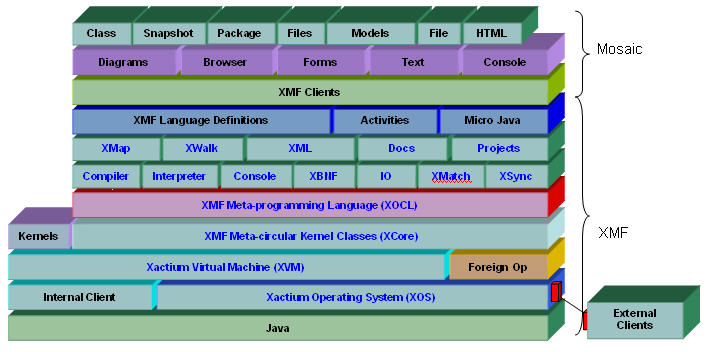 Class Snapshot Package Files Models File HTML
Mosaic
Diagrams Browser Forms Text Console
XMF Clients
XMF Language Definitions Activities Micro Java
XMap XWalk XML Docs Projects
Compiler Interpreter Console XBNF IO XMatch XSync
XMF Meta-programming Language (XOCL)
Kernels XMF Meta-circular Kernel Classes (XCore)
XMF
Xactium Virtual Machine (XVM) Foreign Op
Internal Client Xactium Operating System (XOS)
External
Clients
Java